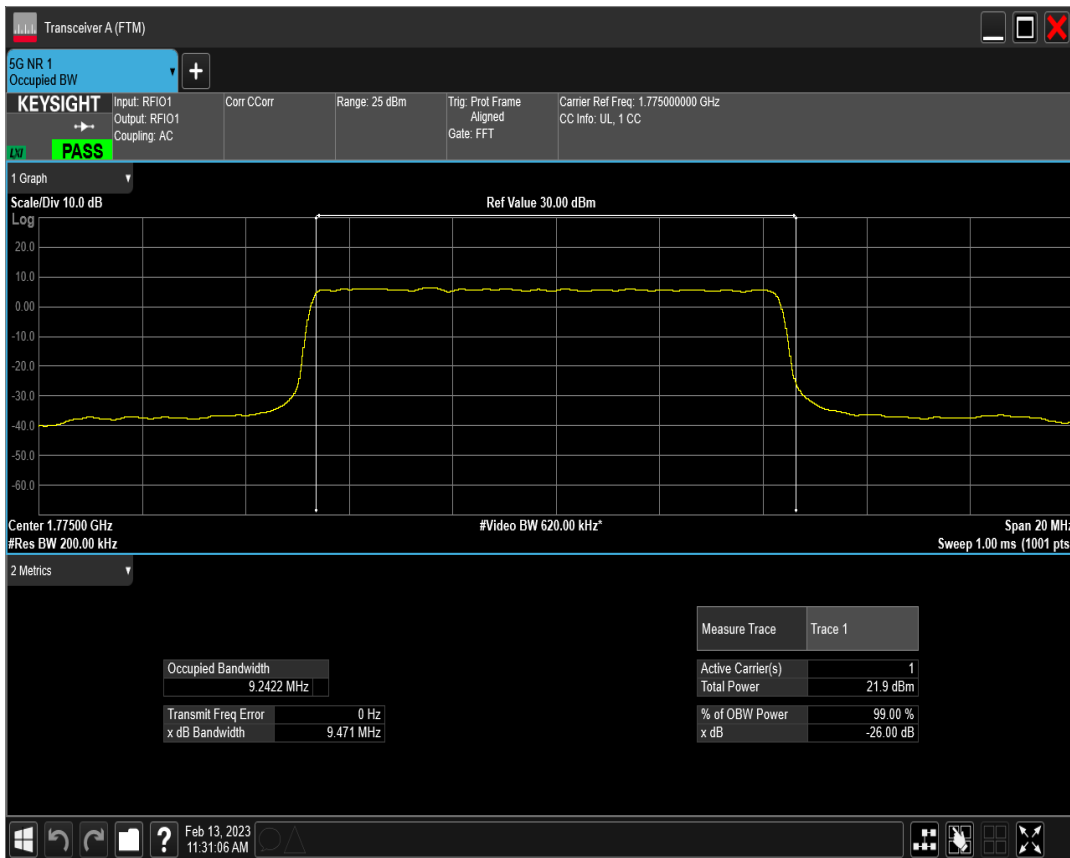 Transceiver A (FTM)
5G NR 1
Occupied BW
+
KEYSIGHT
LXI
PASS
Input: RFIO1
Output: RFIO1
Coupling: AC
Corr CCorr
Range: 25 dBm
Trig: Prot Frame
Aligned
Gate: FFT
Carrier Ref Freq: 1.775000000 GHz
CC Info: UL, 1 CC
1 Graph
Scale/Div 10.0 dB
Ref Value 30.00 dBm
Log
20.0
10.0
0.00
-10.0
-20.0
-30.0
-40.0
-50.0
-60.0
Center 1.77500 GHz
#Video BW 620.00 kHz*
Span 20 MHz
#Res BW 200.00 kHz
Sweep 1.00 ms (1001 pts
2 Metrics
Measure Trace Trace 1
Occupied Bandwidth
9.2422 MHz
Active Carrier(s) 1
Total Power 21.9 dBm
Transmit Freq Error 0 Hz
x dB Bandwidth 9.471 MHz
% of OBW Power 99.00 %
x dB -26.00 dB
?
Feb 13, 2023
11:31:06 AM